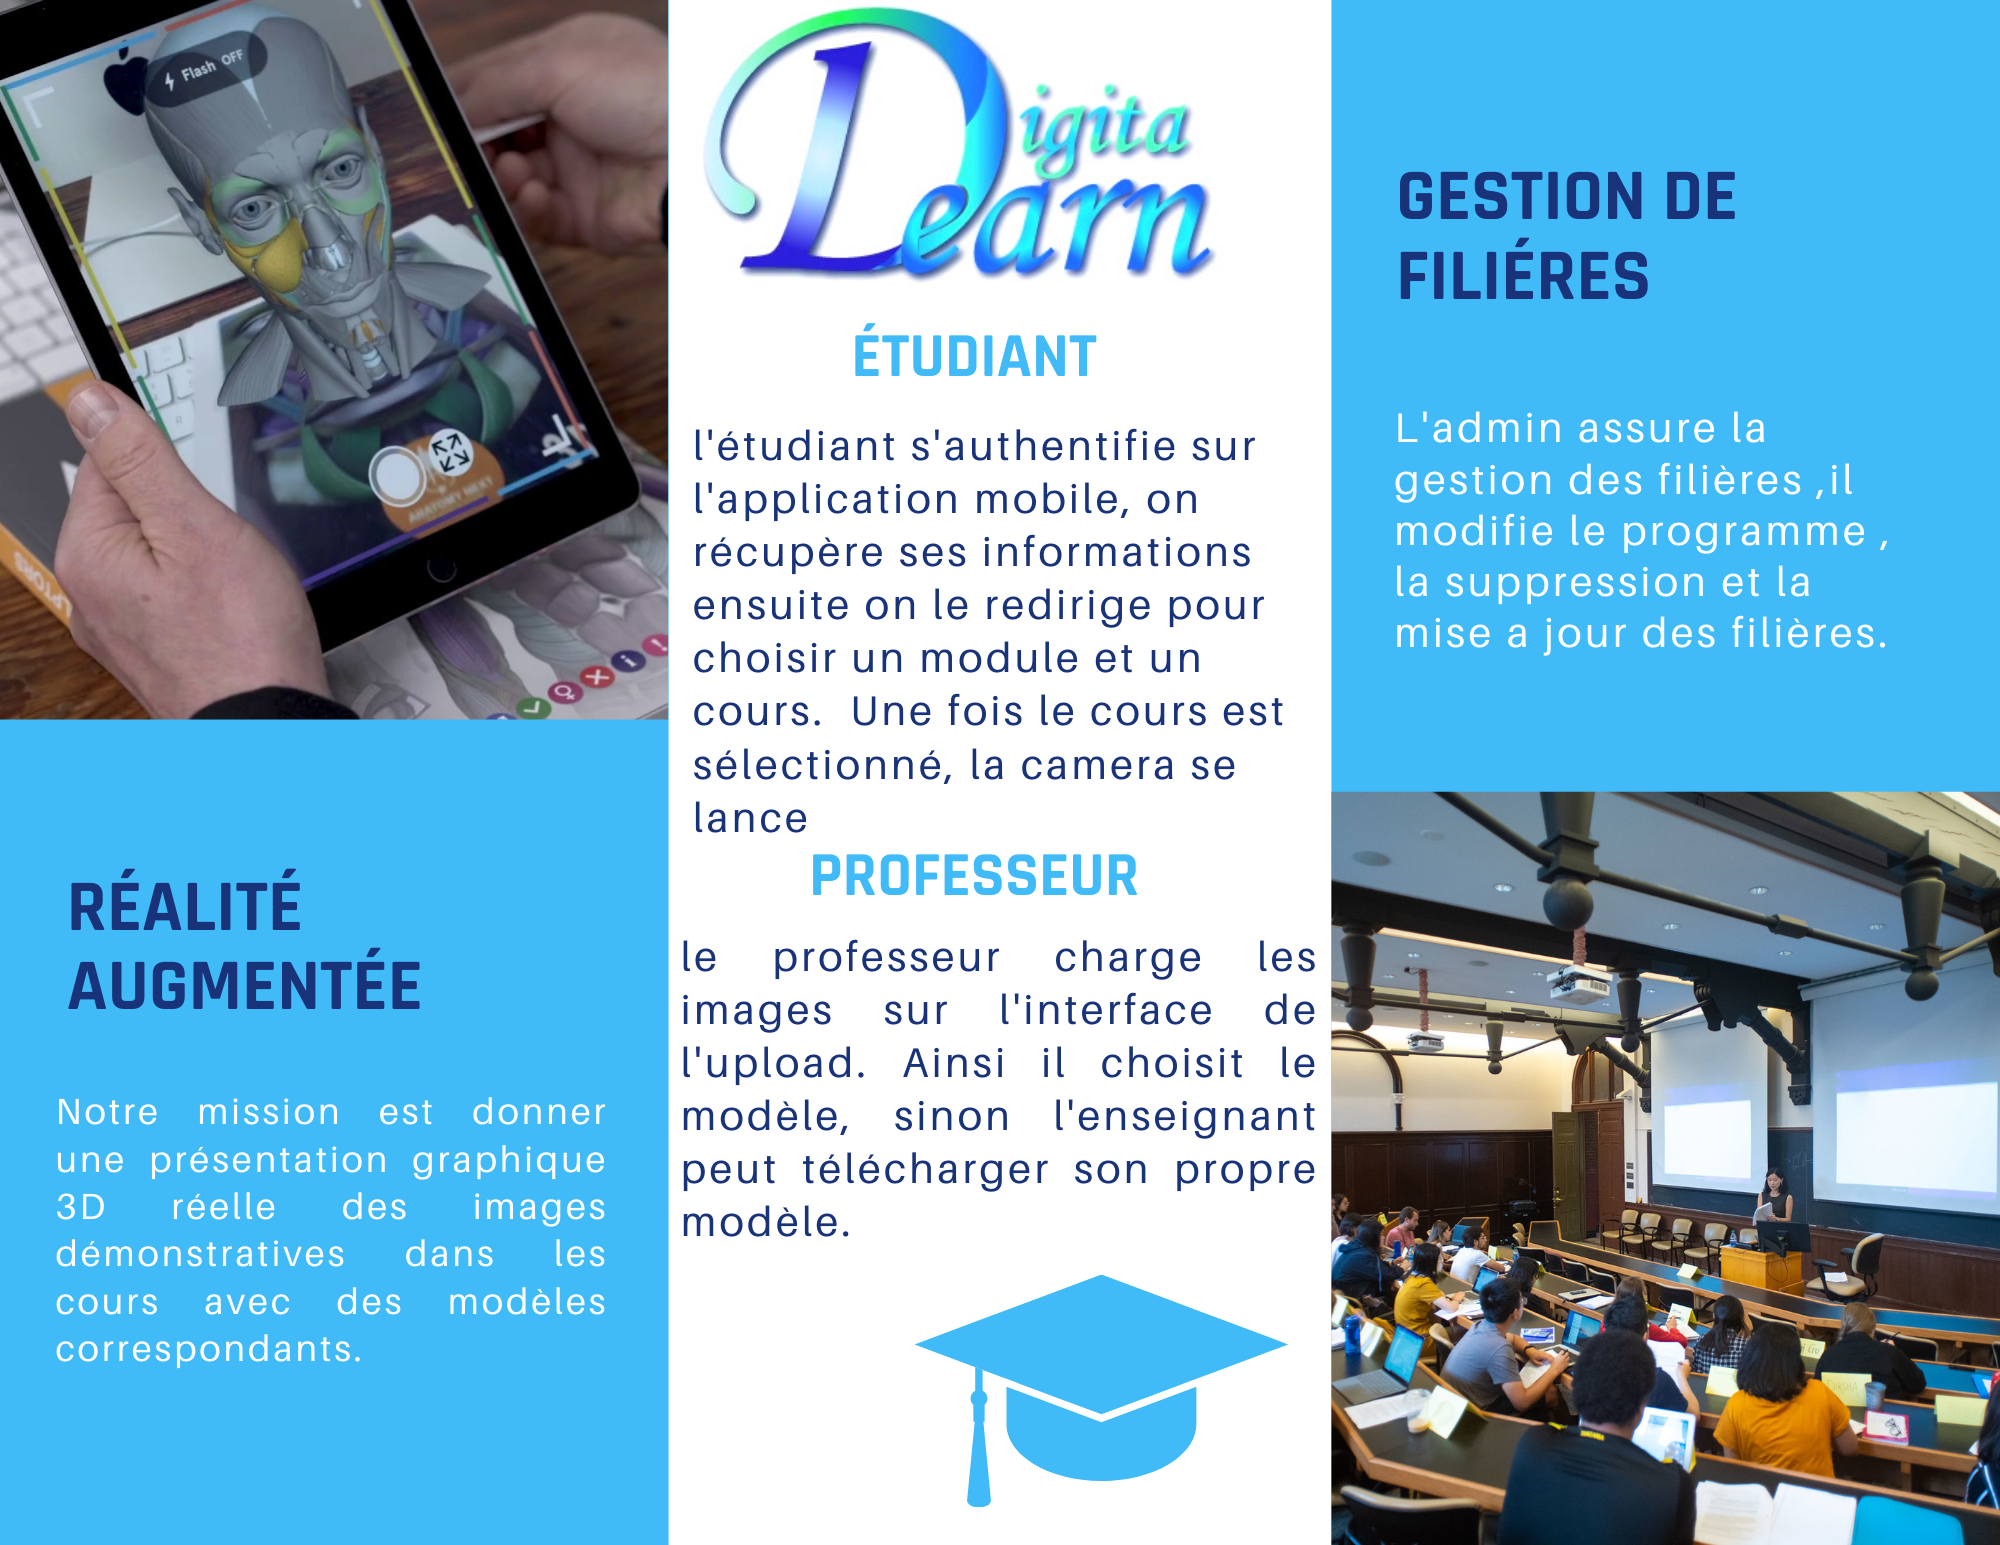 Flash OFF
ANATOMY NEXT
RÉALITÉ
AUGMENTÉE
Notre mission est donner
une présentation graphique
3D réelle des images
démonstratives dans les
cours avec des modèles
correspondants.
Digita
Learn
ÉTUDIANT
l'étudiant s'authentifie sur
l'application mobile, on
récupère ses informations
ensuite on le redirige pour
choisir un module et un
cours. Une fois le cours est
sélectionné, la camera se
lance
PROFESSEUR
le professeur charge les
images sur l'interface de
l'upload. Ainsi il choisit le
modèle, sinon l'enseignant
peut télécharger son propre
modèle.
GESTION DE
FILIÉRES
L'admin assure la
gestion des filières ,il
modifie le programme ,
la suppression et la
mise a jour des filières.